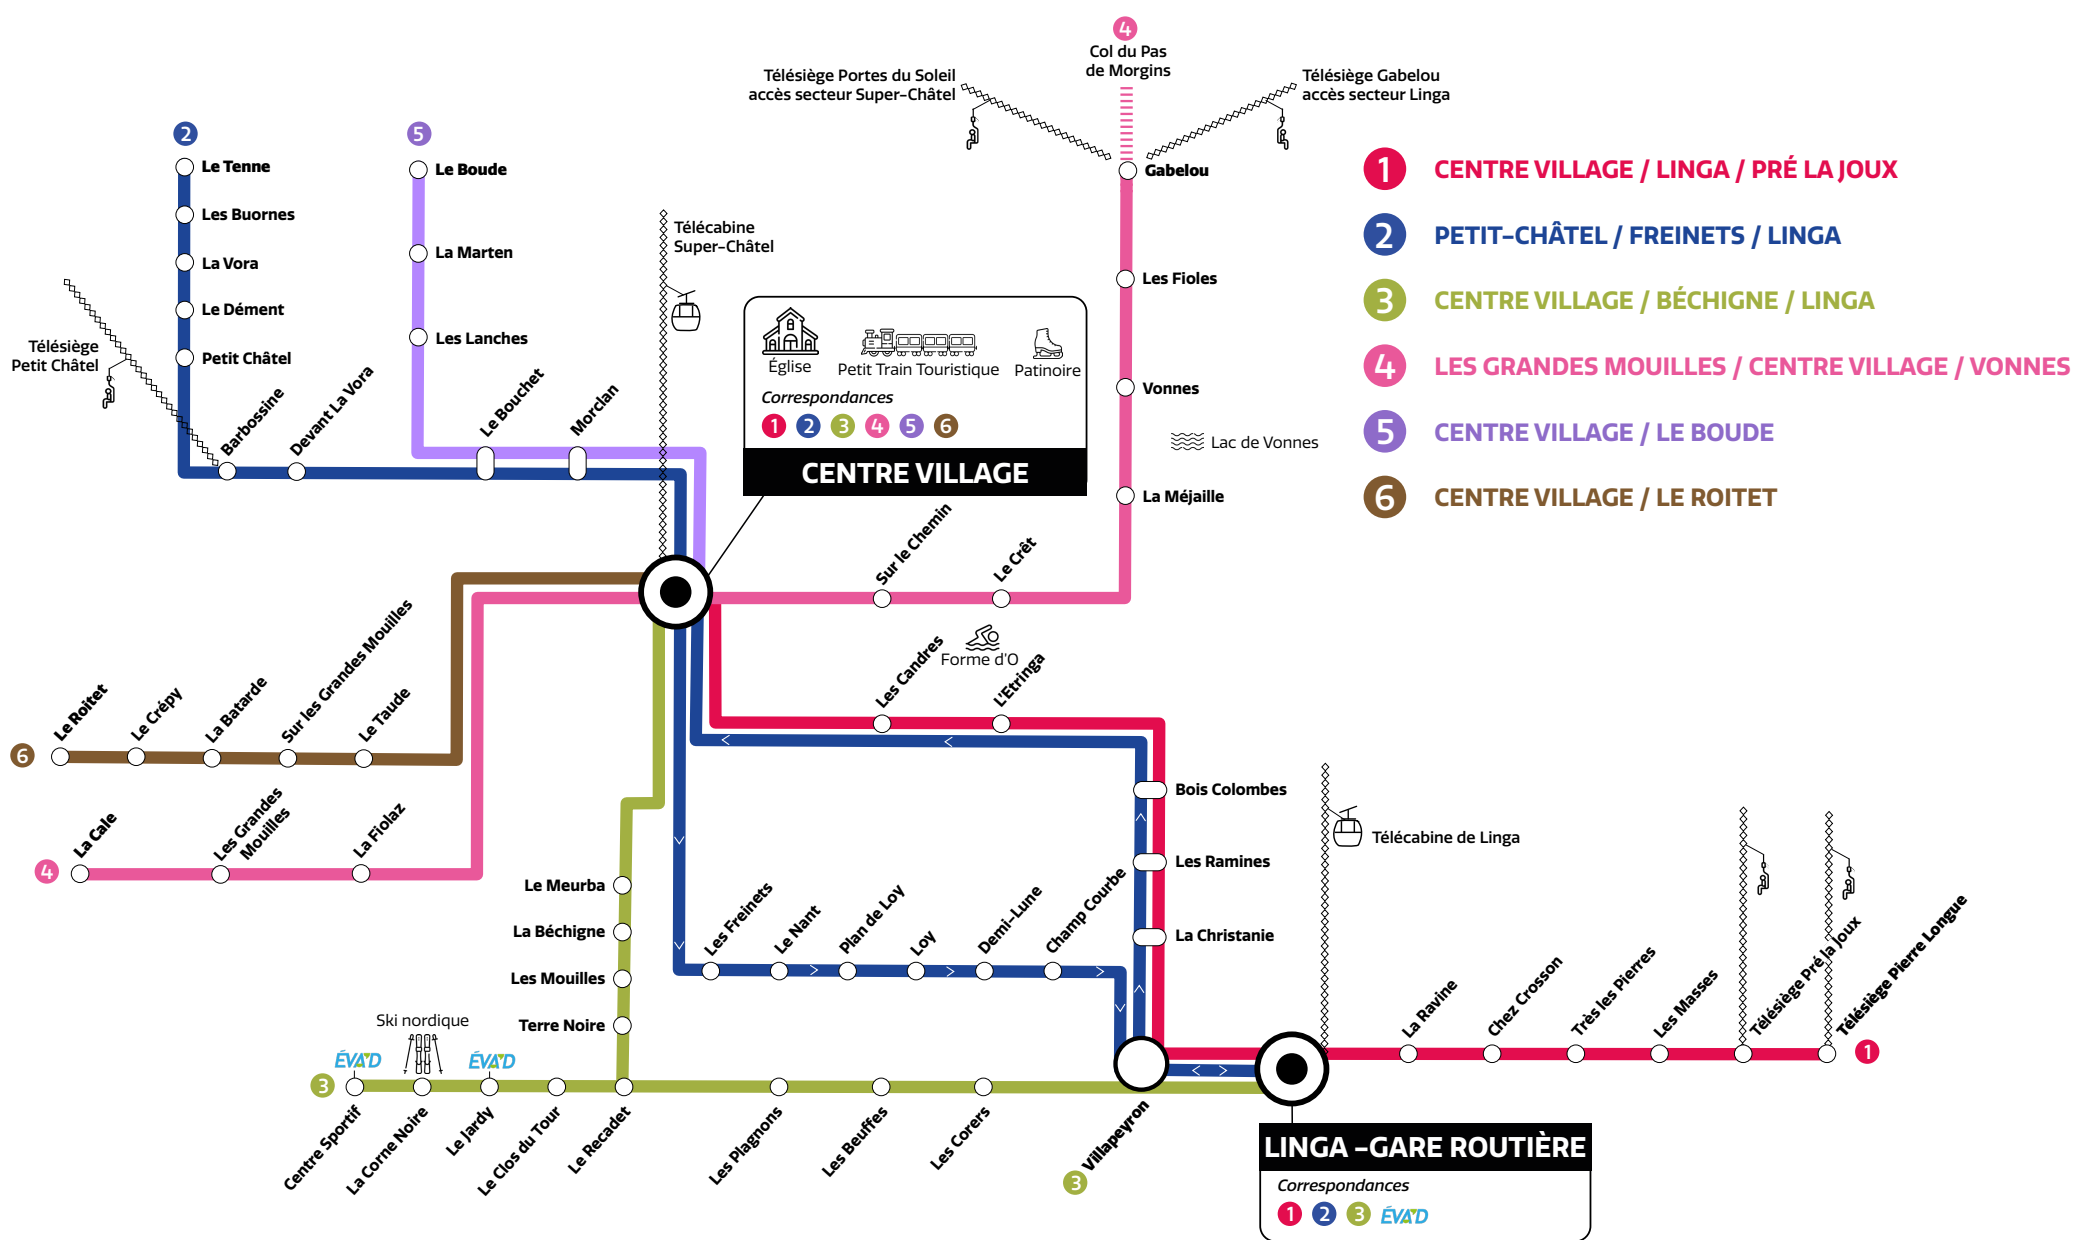 4
Col du Pas
de Morgins
Télésiège Portes du Soleil
accès secteur Super-Châtel
Télésiège Gabelou
accès secteur Linga
2
5
Le Tenne
Les Buornes
La Vora
Le Dément
Petit Châtel
Le Boude
La Marten
Les Lanches
Télécabine
Super-Châtel
Gabelou
Les Fioles
Vonnes
Lac de Vonnes
La Méjaille
1 CENTRE VILLAGE / LINGA / PRÉ LA JOUX
2 PETIT-CHÂTEL / FREINETS / LINGA
3 CENTRE VILLAGE / BÉCHIGNE / LINGA
4 LES GRANDES MOUILLES / CENTRE VILLAGE / VONNES
5 CENTRE VILLAGE / LE BOUDE
6 CENTRE VILLAGE / LE ROITET
Télésiège
Petit Châtel
Barbossine
Devant La Vora
Le Bouchet
Morclan
Église
Petit Train Touristique
Patinoire
Correspondances
1 2 3 4 5 6
CENTRE VILLAGE
Sur le Chemin
Le Crêt
Les Candres
Forme d'O
L'Etringa
6
Le Roitet
Le Crépy
La Batarde
Sur les Grandes Mouilles
Le Taude
4
La Cale
Les Grandes
Mouilles
La Fiolaz
Bois Colombes
Les Ramines
La Christanie
Télécabine de Linga
Le Meurba
La Béchigne
Les Mouilles
Terre Noire
Les Freinets
Le Nant
Plan de Loy
Loy
Demi-Lune
Champ Courbe
La Ravine
Chez Crosson
Très les Pierres
Les Masses
Télésiège Pré la Joux
Télésiège Pierre Longue
1
Ski nordique
ÉVA'D
ÉVA'D
3
Centre Sportif
La Corne Noire
Le Jardy
Le Clos du Tour
Le Recadet
Les Plagnons
Les Beuffes
Les Corers
Villapeyron
3
LINGA -GARE ROUTIÈRE
Correspondances
1 2 3 ÉVA'D